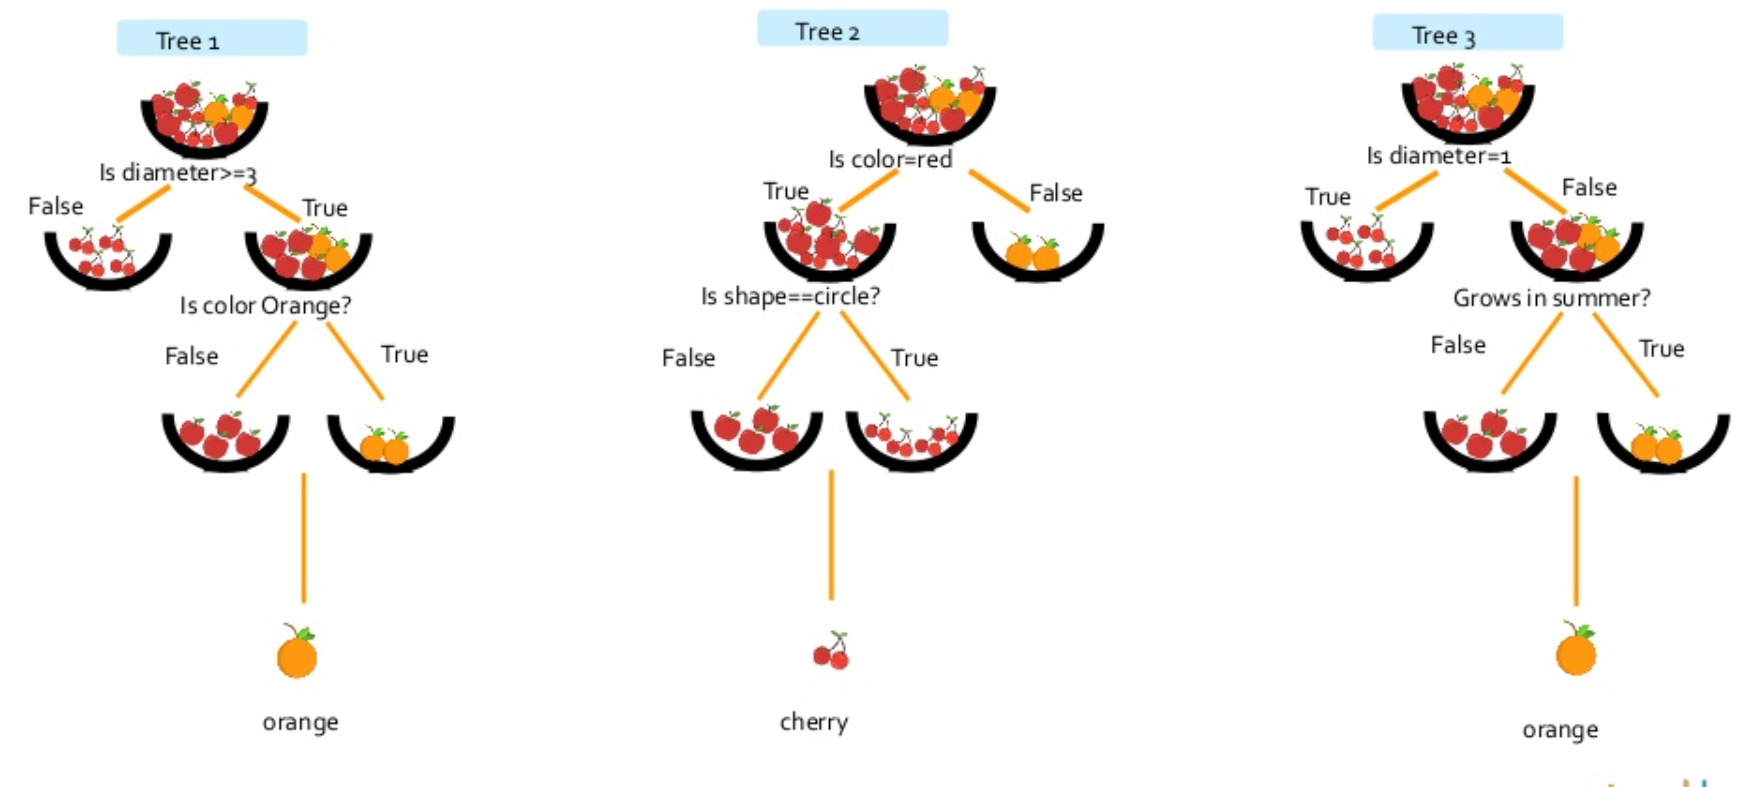 Tree 1
Is diameter>=3
False
True
Is color Orange?
False
True
orange
Tree 2
Is color=red
True
False
Is shape==circle?
False
True
cherry
Tree 3
Is diameter=1
True
False
Grows in summer?
False
True
orange